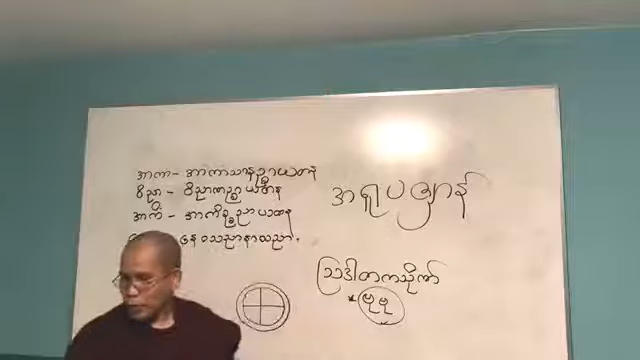 အာကာ - အာကာသာနဉ္စာယတန
ဝိညာ - ဝိညာဏဉ္စာယတန
အာကိ - အာကိဉ္စညာယတန
နေဝသညာနာသညာ
အရူပဈာန်
ဩဒါတကသိုဏ်း